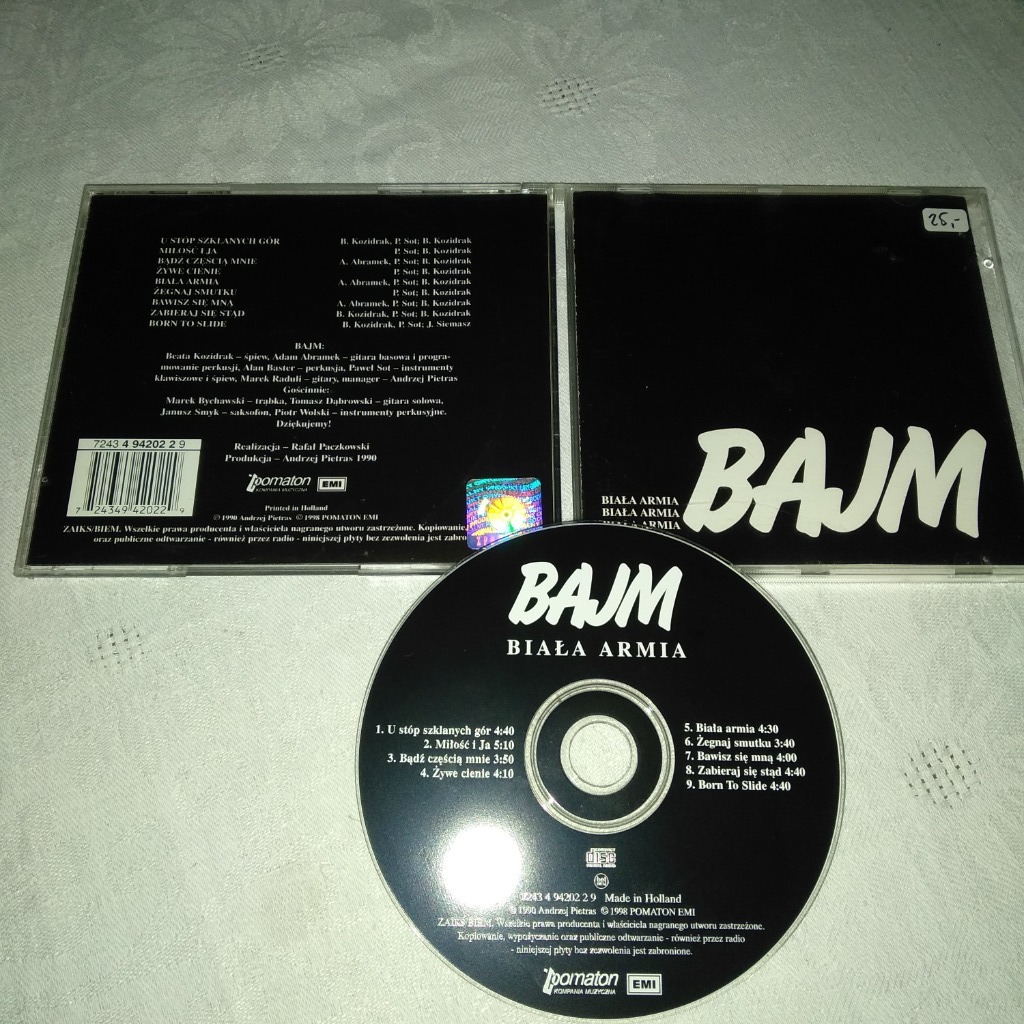 U STÓP SZKLANYCH GÓR B. Kozidrak, P. Sot; B. Kozidrak
MIŁOŚĆ I JA P. Sot; B. Kozidrak
BĄDŹ CZĘŚCIĄ MNIE A. Abramek, P. Sot; B. Kozidrak
ŻYWE CIENIE P. Sot; B. Kozidrak
BIAŁA ARMIA A. Abramek, P. Sot; B. Kozidrak
ŻEGNAJ SMUTKU P. Sot; B. Kozidrak
BAWISZ SIĘ MNĄ A. Abramek, P. Sot; B. Kozidrak
ZABIERAJ SIĘ STĄD B. Kozidrak, P. Sot; B. Kozidrak
BORN TO SLIDE B. Kozidrak, P. Sot; J. Siemasz
BAJM:
Beata Kozidrak – śpiew, Adam Abramek – gitara basowa i progra-
mowanie perkusji, Alan Baster – perkusja, Paweł Sot – instrumenty
klawiszowe i śpiew, Marek Raduli – gitary, manager – Andrzej Pietras
Gościnnie:
Marek Bychawski – trąbka, Tomasz Dąbrowski – gitara solowa,
Janusz Smyk – saksofon, Piotr Wolski – instrumenty perkusyjne.
Dziękujemy!
7243 4 94202 2 9
Realizacja – Rafał Paczkowski
Produkcja – Andrzej Pietras 1990
pomaton EMI
KOMPANIA MUZYCZNA
7 24349 42022 9
Printed in Holland
℗ 1990 Andrzej Pietras © 1998 POMATON EMI
ZAIKS/BIEM. Wszelkie prawa producenta i właściciela nagranego utworu zastrzeżone. Kopiowanie,
oraz publiczne odtwarzanie - również przez radio - niniejszej płyty bez zezwolenia jest zabro
25,-
BAJM
BIAŁA ARMIA
BIAŁA ARMIA
BIAŁA ARMIA
BAJM
BIAŁA ARMIA
1. U stóp szklanych gór 4:40
2. Miłość i Ja 5:10
3. Bądź częścią mnie 3:50
4. Żywe cienie 4:10
5. Biała armia 4:30
6. Żegnaj smutku 3:40
7. Bawisz się mną 4:00
8. Zabieraj się stąd 4:40
9. Born To Slide 4:40
COMPACT
disc
DIGITAL AUDIO
7243 4 94202 2 9 Made in Holland
℗ 1990 Andrzej Pietras © 1998 POMATON EMI
ZAIKS/BIEM. Wszelkie prawa producenta i właściciela nagranego utworu zastrzeżone.
Kopiowanie, wypożyczanie oraz publiczne odtwarzanie - również przez radio
- niniejszej płyty bez zezwolenia jest zabronione.
pomaton EMI
KOMPANIA MUZYCZNA